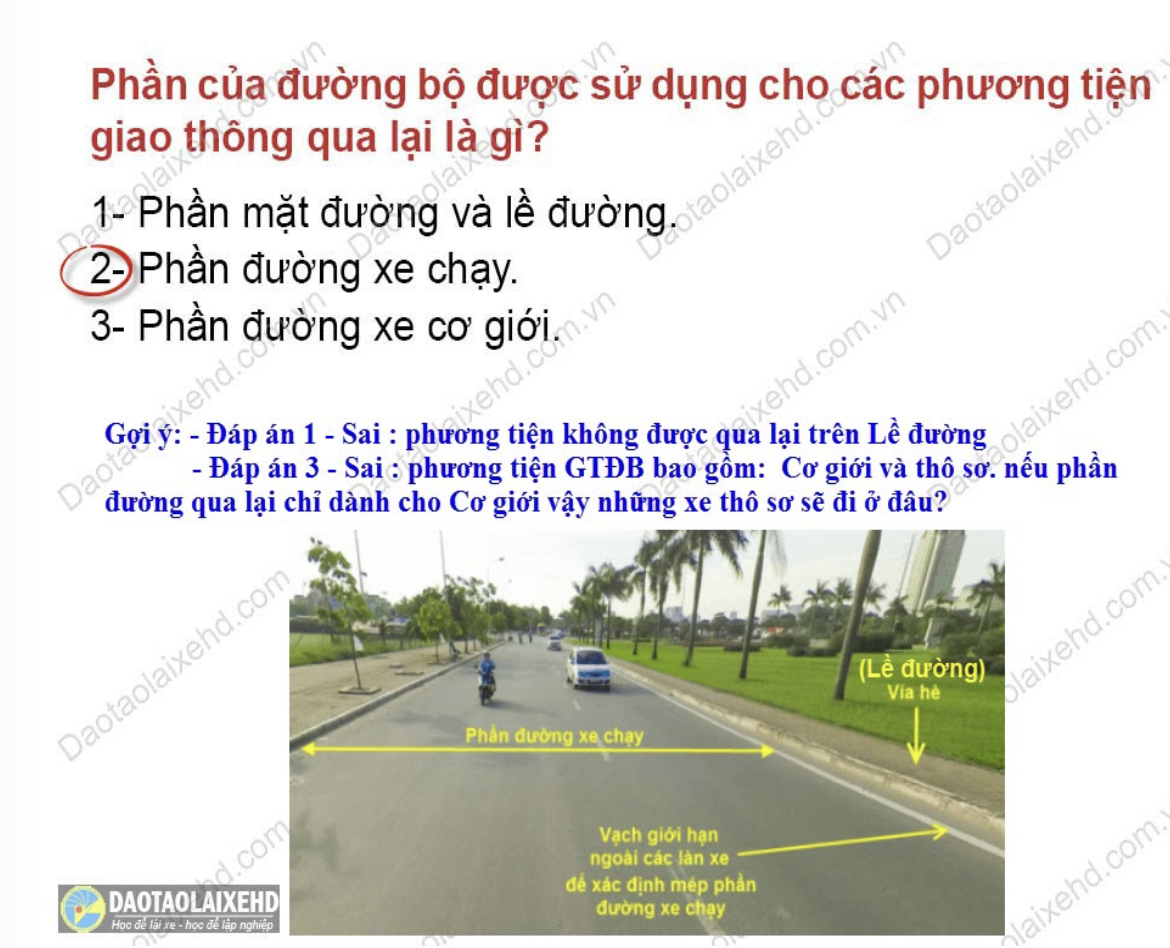 Phần của đường bộ được sử dụng cho các phương tiện
giao thông qua lại là gì?
1- Phần mặt đường và lề đường.
2- Phần đường xe chạy.
3- Phần đường xe cơ giới.
Gợi ý: - Đáp án 1 - Sai : phương tiện không được qua lại trên Lề đường
- Đáp án 3 - Sai : phương tiện GTĐB bao gồm: Cơ giới và thô sơ. nếu phần
đường qua lại chỉ dành cho Cơ giới vậy những xe thô sơ sẽ đi ở đâu?
(Lề đường)
Vỉa hè
Phần đường xe chạy
Vạch giới hạn
ngoài các làn xe
để xác định mép phần
đường xe chạy
DAOTAOLAIXEHD
Học để lái xe - học để lập nghiệp
Daotaolaixehd.com.vn